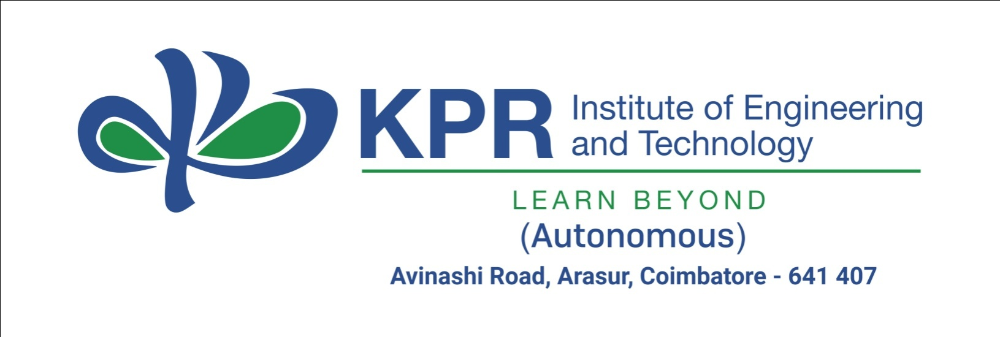 KPR Institute of Engineering
and Technology
LEARN BEYOND
(Autonomous)
Avinashi Road, Arasur, Coimbatore - 641 407